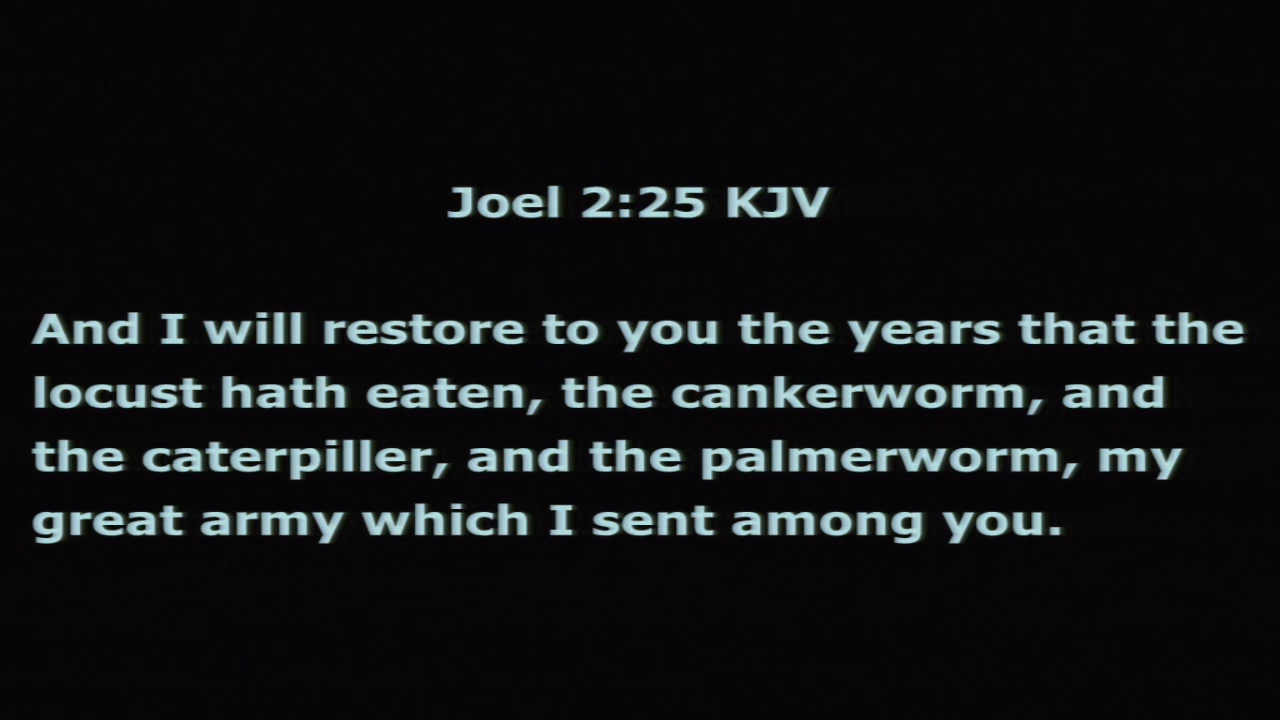 Joel 2:25 KJV
And I will restore to you the years that the
locust hath eaten, the cankerworm, and
the caterpiller, and the palmerworm, my
great army which I sent among you.